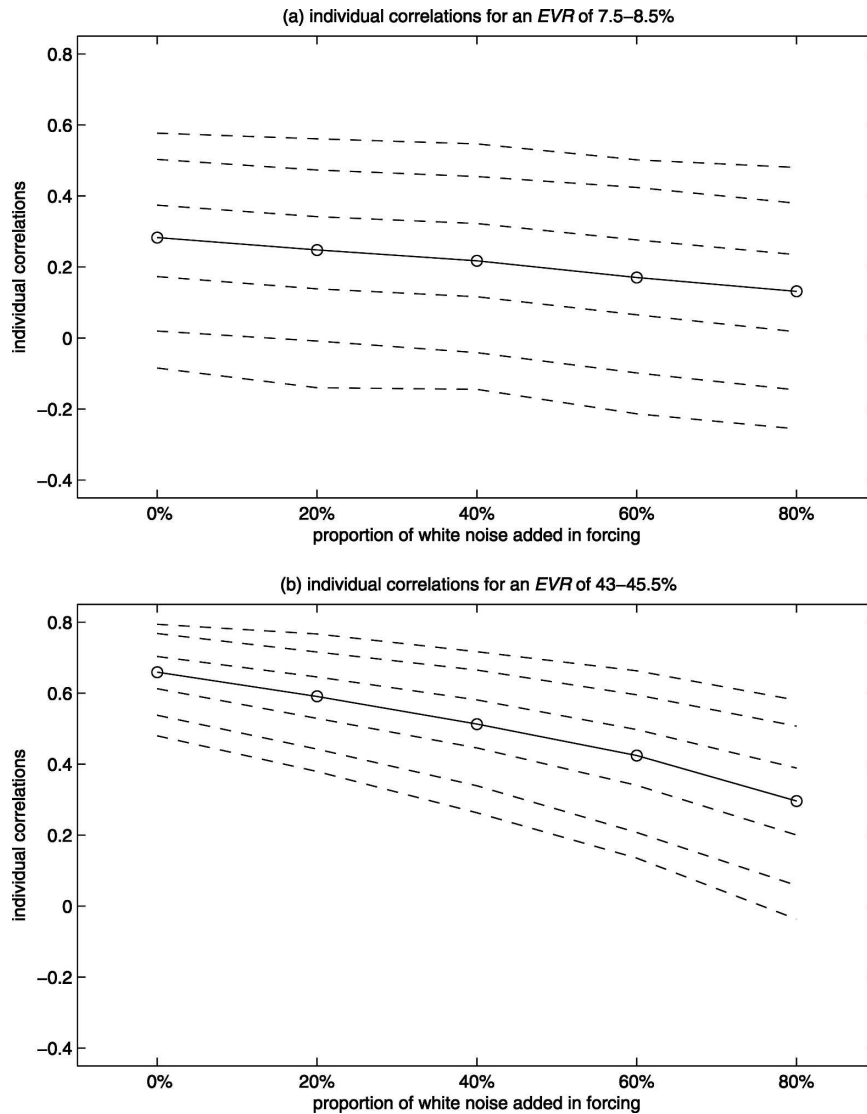 (a) individual correlations for an EVR of 7.5–8.5%
0.8
0.6
0.4
0.2
0
−0.2
−0.4
individual correlations
0% 20% 40% 60% 80%
proportion of white noise added in forcing
(b) individual correlations for an EVR of 43–45.5%
0.8
0.6
0.4
0.2
0
−0.2
−0.4
individual correlations
0% 20% 40% 60% 80%
proportion of white noise added in forcing